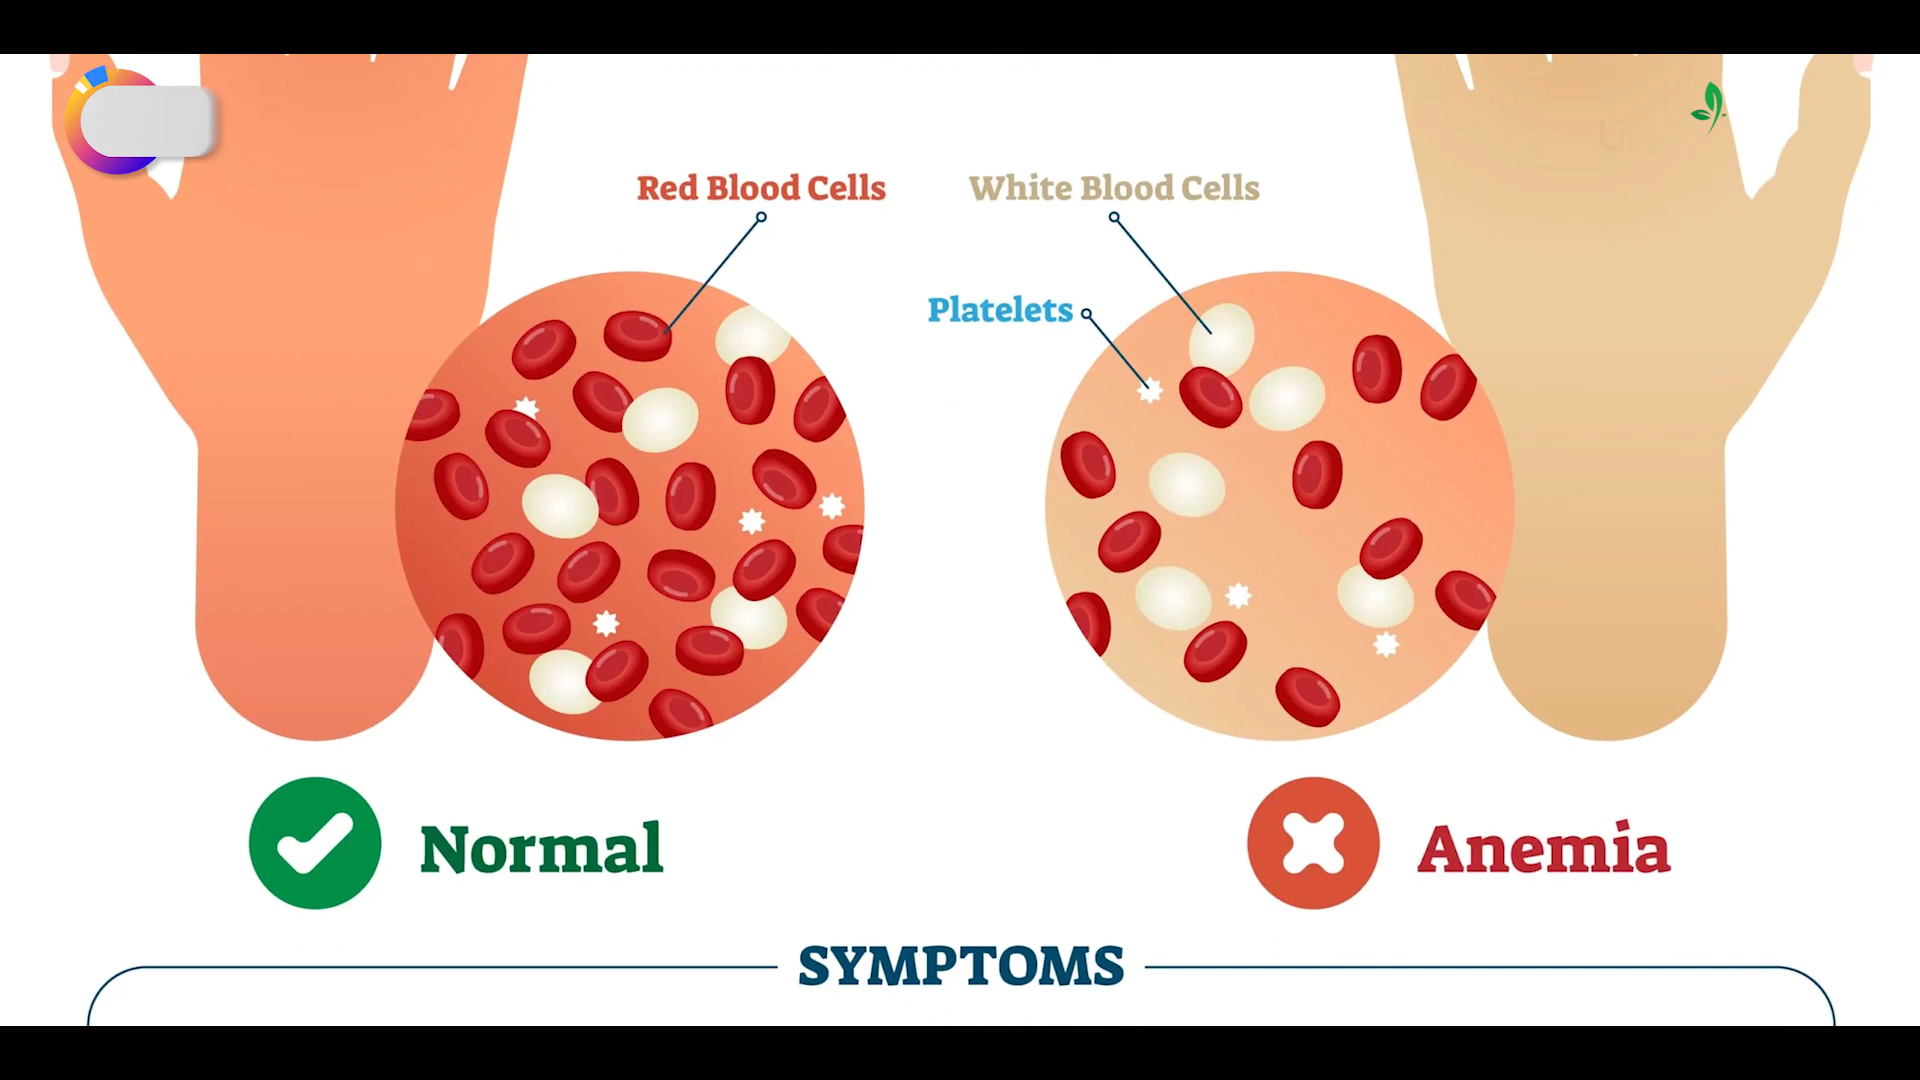 Red Blood Cells
White Blood Cells
Platelets
Normal
Anemia
SYMPTOMS